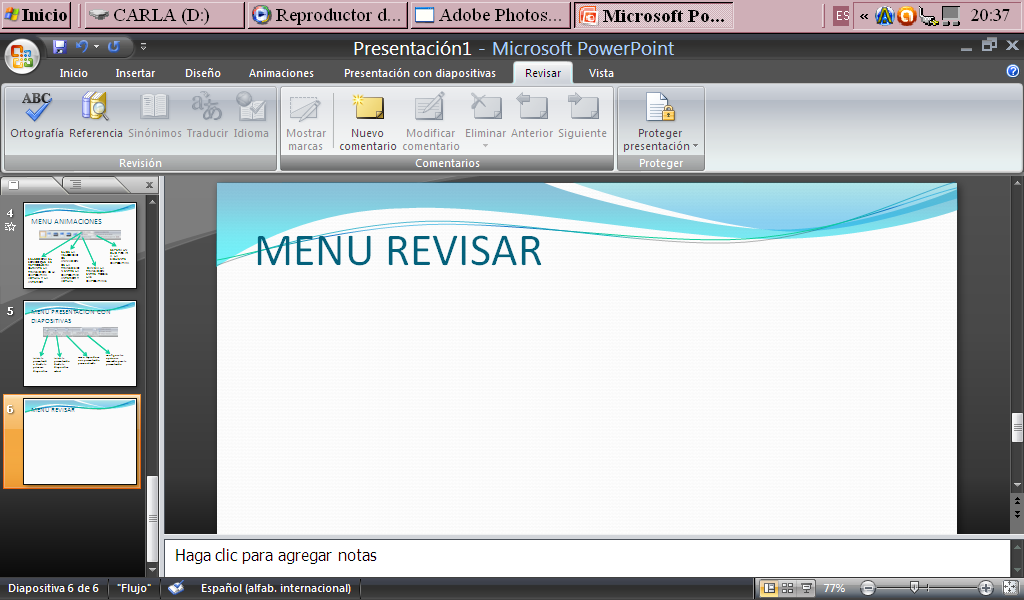 Inicio CARLA (D:) Reproductor d... Adobe Photos... Microsoft Po... ES « 20:37
Presentación1 - Microsoft PowerPoint
Inicio Insertar Diseño Animaciones Presentación con diapositivas Revisar Vista
ABC
Ortografía Referencia Sinónimos Traducir Idioma Mostrar marcas Nuevo comentario Modificar comentario Eliminar Anterior Siguiente Proteger presentación
Revisión Comentarios Proteger
4
MENU ANIMACIONES
5
MENU PRESENTACION CON
DIAPOSITIVAS
6
MENU REVISAR
MENU REVISAR
Haga clic para agregar notas
Diapositiva 6 de 6 "Flujo" Español (alfab. internacional) 77%